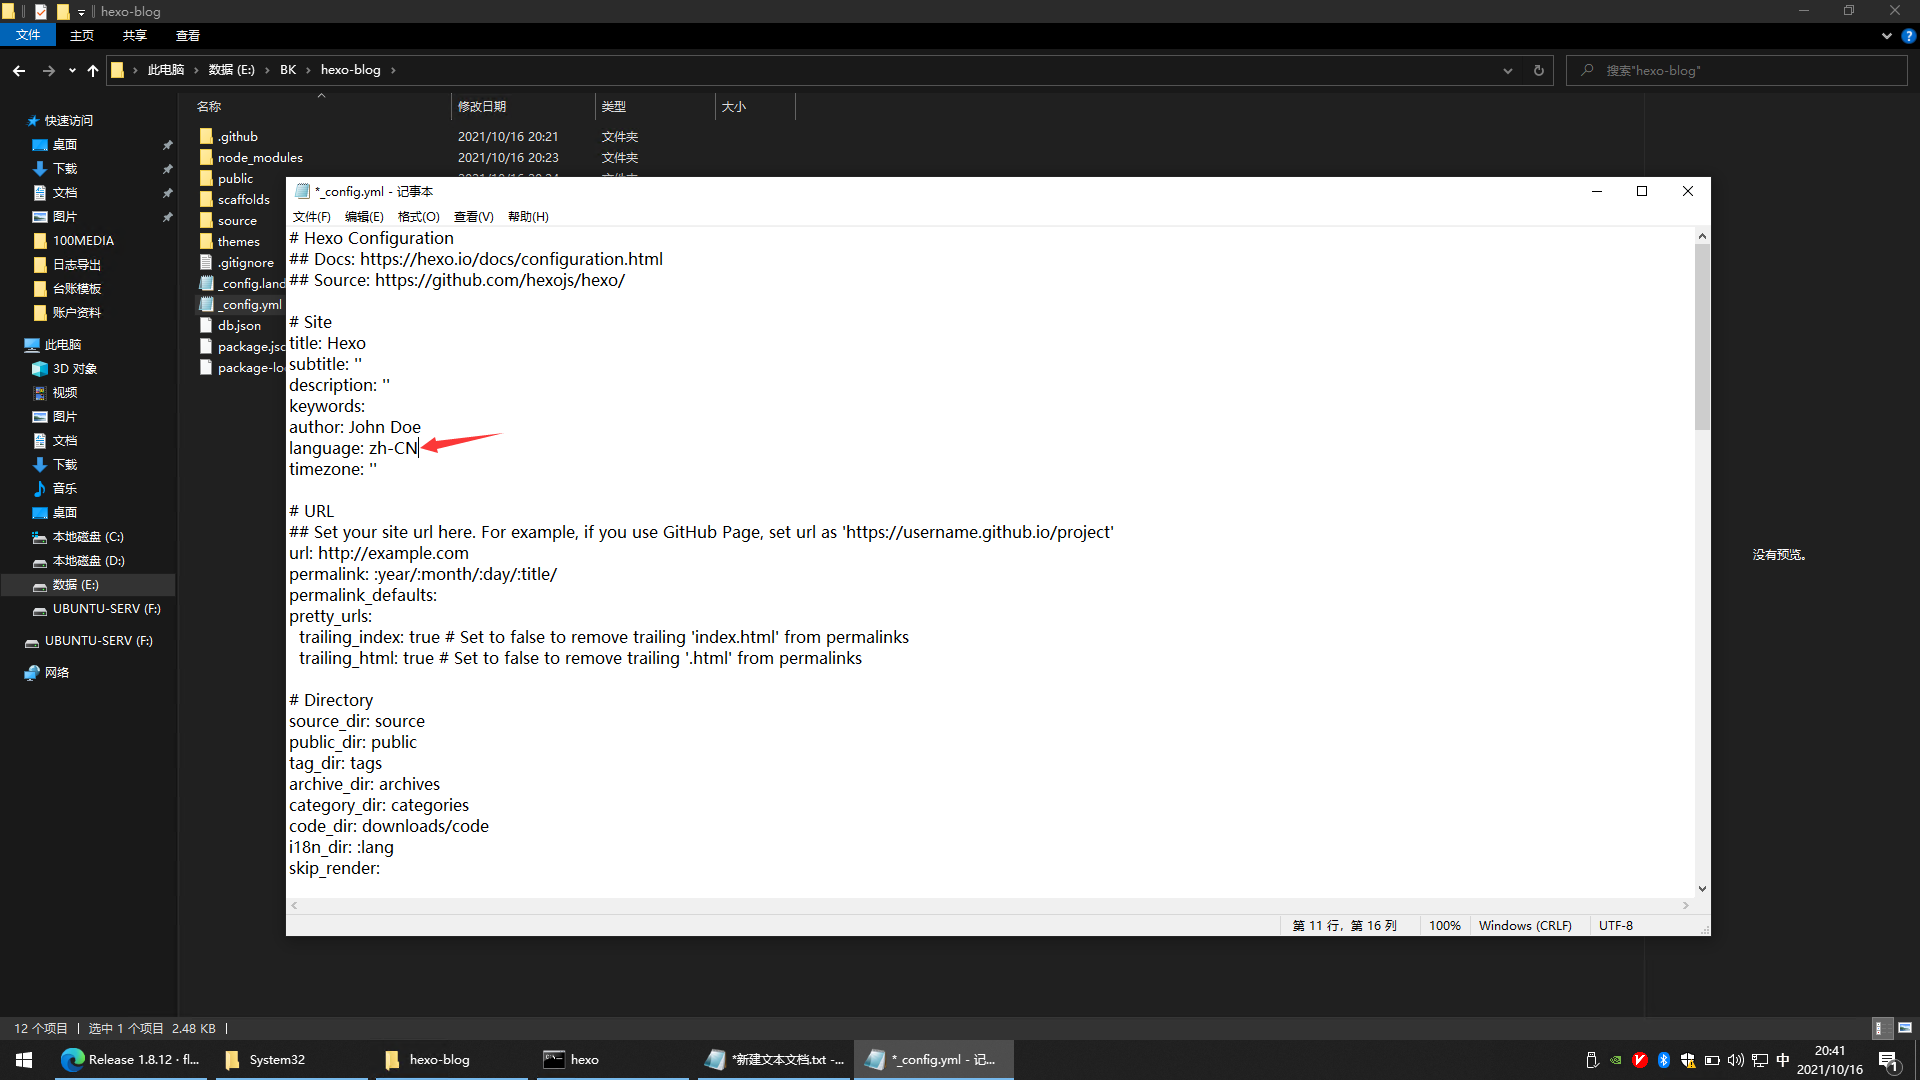 hexo-blog
文件 主页 共享 查看
此电脑 数据 (E:) BK hexo-blog 搜索"hexo-blog"
名称 修改日期 类型 大小
快速访问
桌面
下载
文档
图片
100MEDIA
日志导出
台账模板
账户资料
此电脑
3D 对象
视频
图片
文档
下载
音乐
桌面
本地磁盘 (C:)
本地磁盘 (D:)
数据 (E:)
UBUNTU-SERV (F:)
UBUNTU-SERV (F:)
网络
.github 2021/10/16 20:21 文件夹
node_modules 2021/10/16 20:23 文件夹
public
scaffolds
source
themes
.gitignore
_config.land
_config.yml
db.json
package.jsc
package-lo
*_config.yml - 记事本
文件(F) 编辑(E) 格式(O) 查看(V) 帮助(H)
# Hexo Configuration
## Docs: https://hexo.io/docs/configuration.html
## Source: https://github.com/hexojs/hexo/
# Site
title: Hexo
subtitle: ''
description: ''
keywords:
author: John Doe
language: zh-CN
timezone: ''
# URL
## Set your site url here. For example, if you use GitHub Page, set url as 'https://username.github.io/project'
url: http://example.com
permalink: :year/:month/:day/:title/
permalink_defaults:
pretty_urls:
trailing_index: true # Set to false to remove trailing 'index.html' from permalinks
trailing_html: true # Set to false to remove trailing '.html' from permalinks
# Directory
source_dir: source
public_dir: public
tag_dir: tags
archive_dir: archives
category_dir: categories
code_dir: downloads/code
i18n_dir: :lang
skip_render:
第 11 行，第 16 列 100% Windows (CRLF) UTF-8
没有预览。
12 个项目 选中 1 个项目 2.48 KB
Release 1.8.12 · fl... System32 hexo-blog hexo *新建文本文档.txt -... *_config.yml - 记... 中 20:41
2021/10/16 1